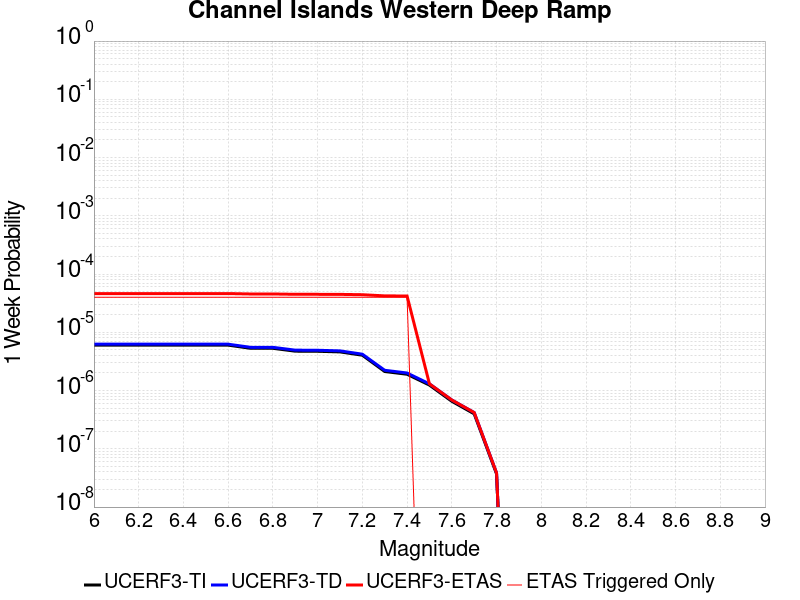 Channel Islands Western Deep Ramp
10^0
10^-1
10^-2
10^-3
10^-4
10^-5
10^-6
10^-7
10^-8
1 Week Probability
6 6.2 6.4 6.6 6.8 7 7.2 7.4 7.6 7.8 8 8.2 8.4 8.6 8.8 9
Magnitude
UCERF3-TI UCERF3-TD UCERF3-ETAS ETAS Triggered Only